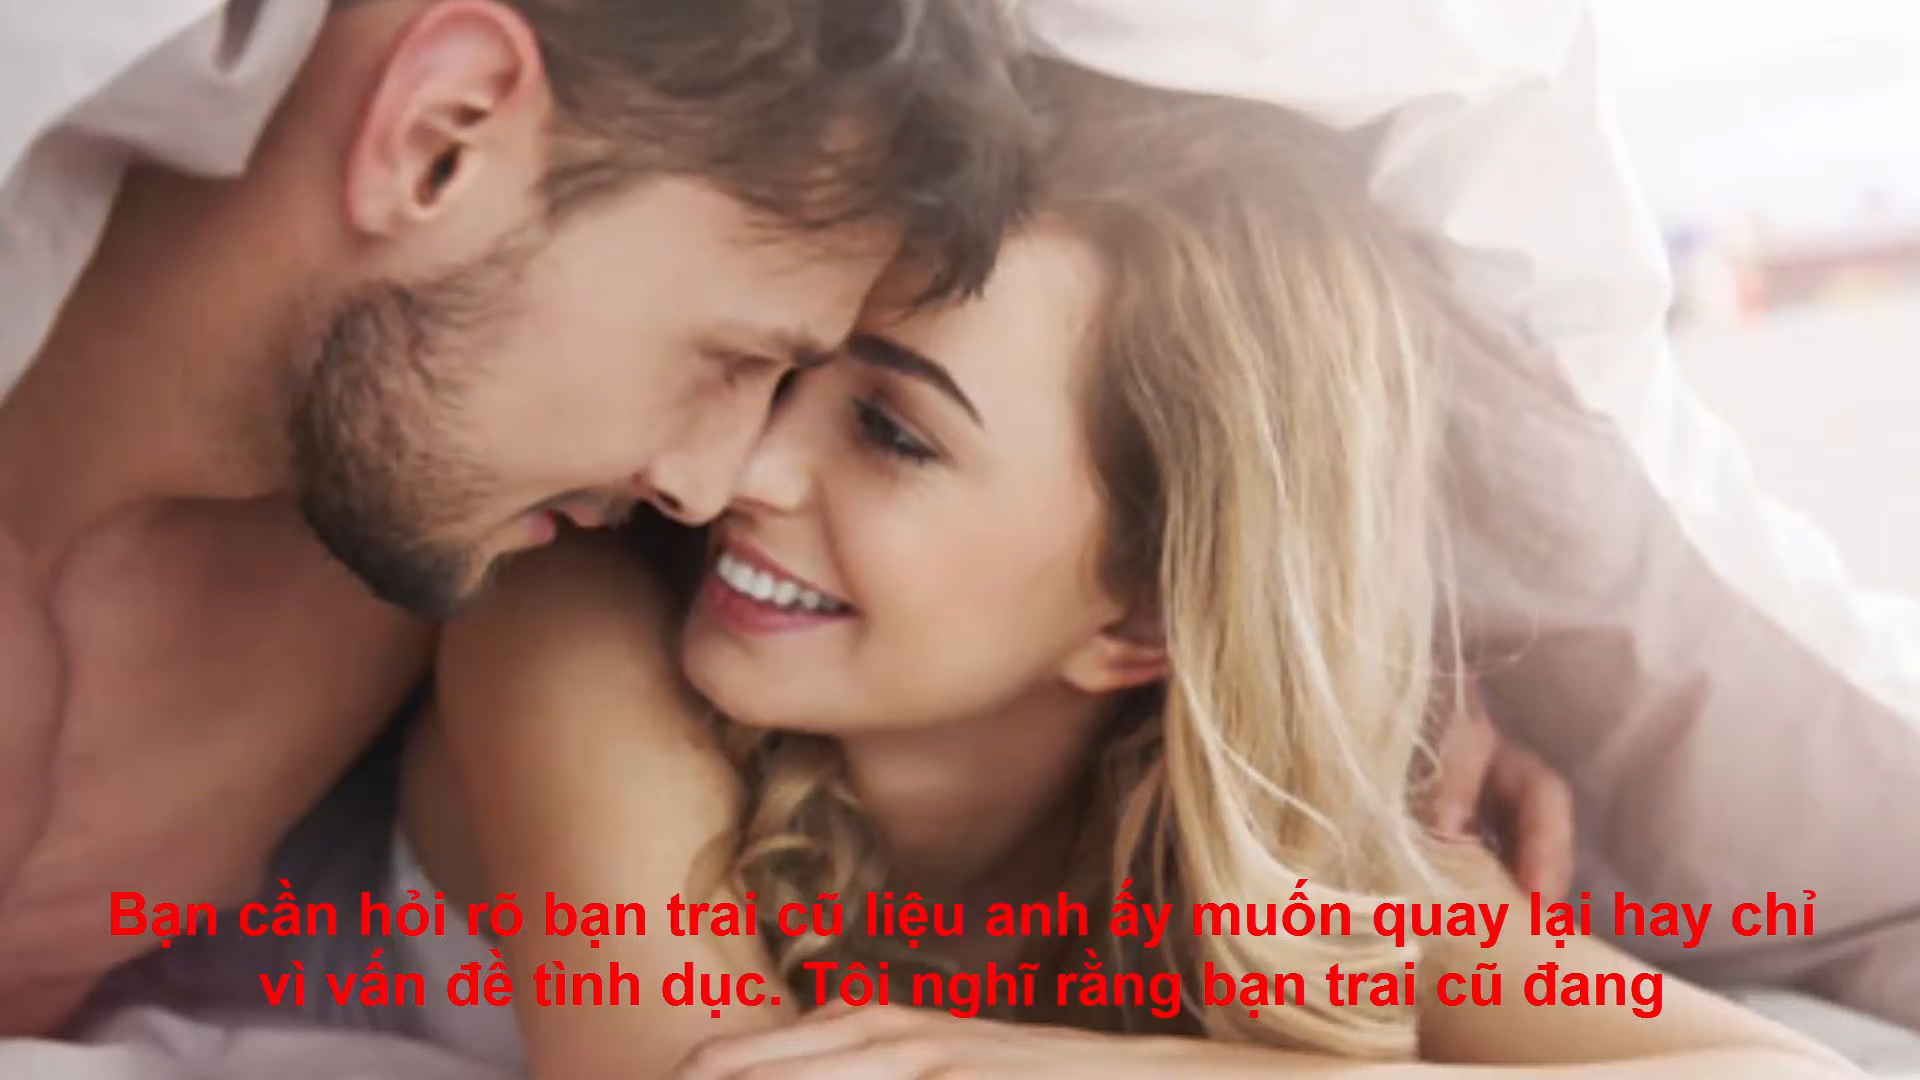 Bạn cần hỏi rõ bạn trai cũ liệu anh ấy muốn quay lại hay chỉ
vì vấn đề tình dục. Tôi nghĩ rằng bạn trai cũ đang